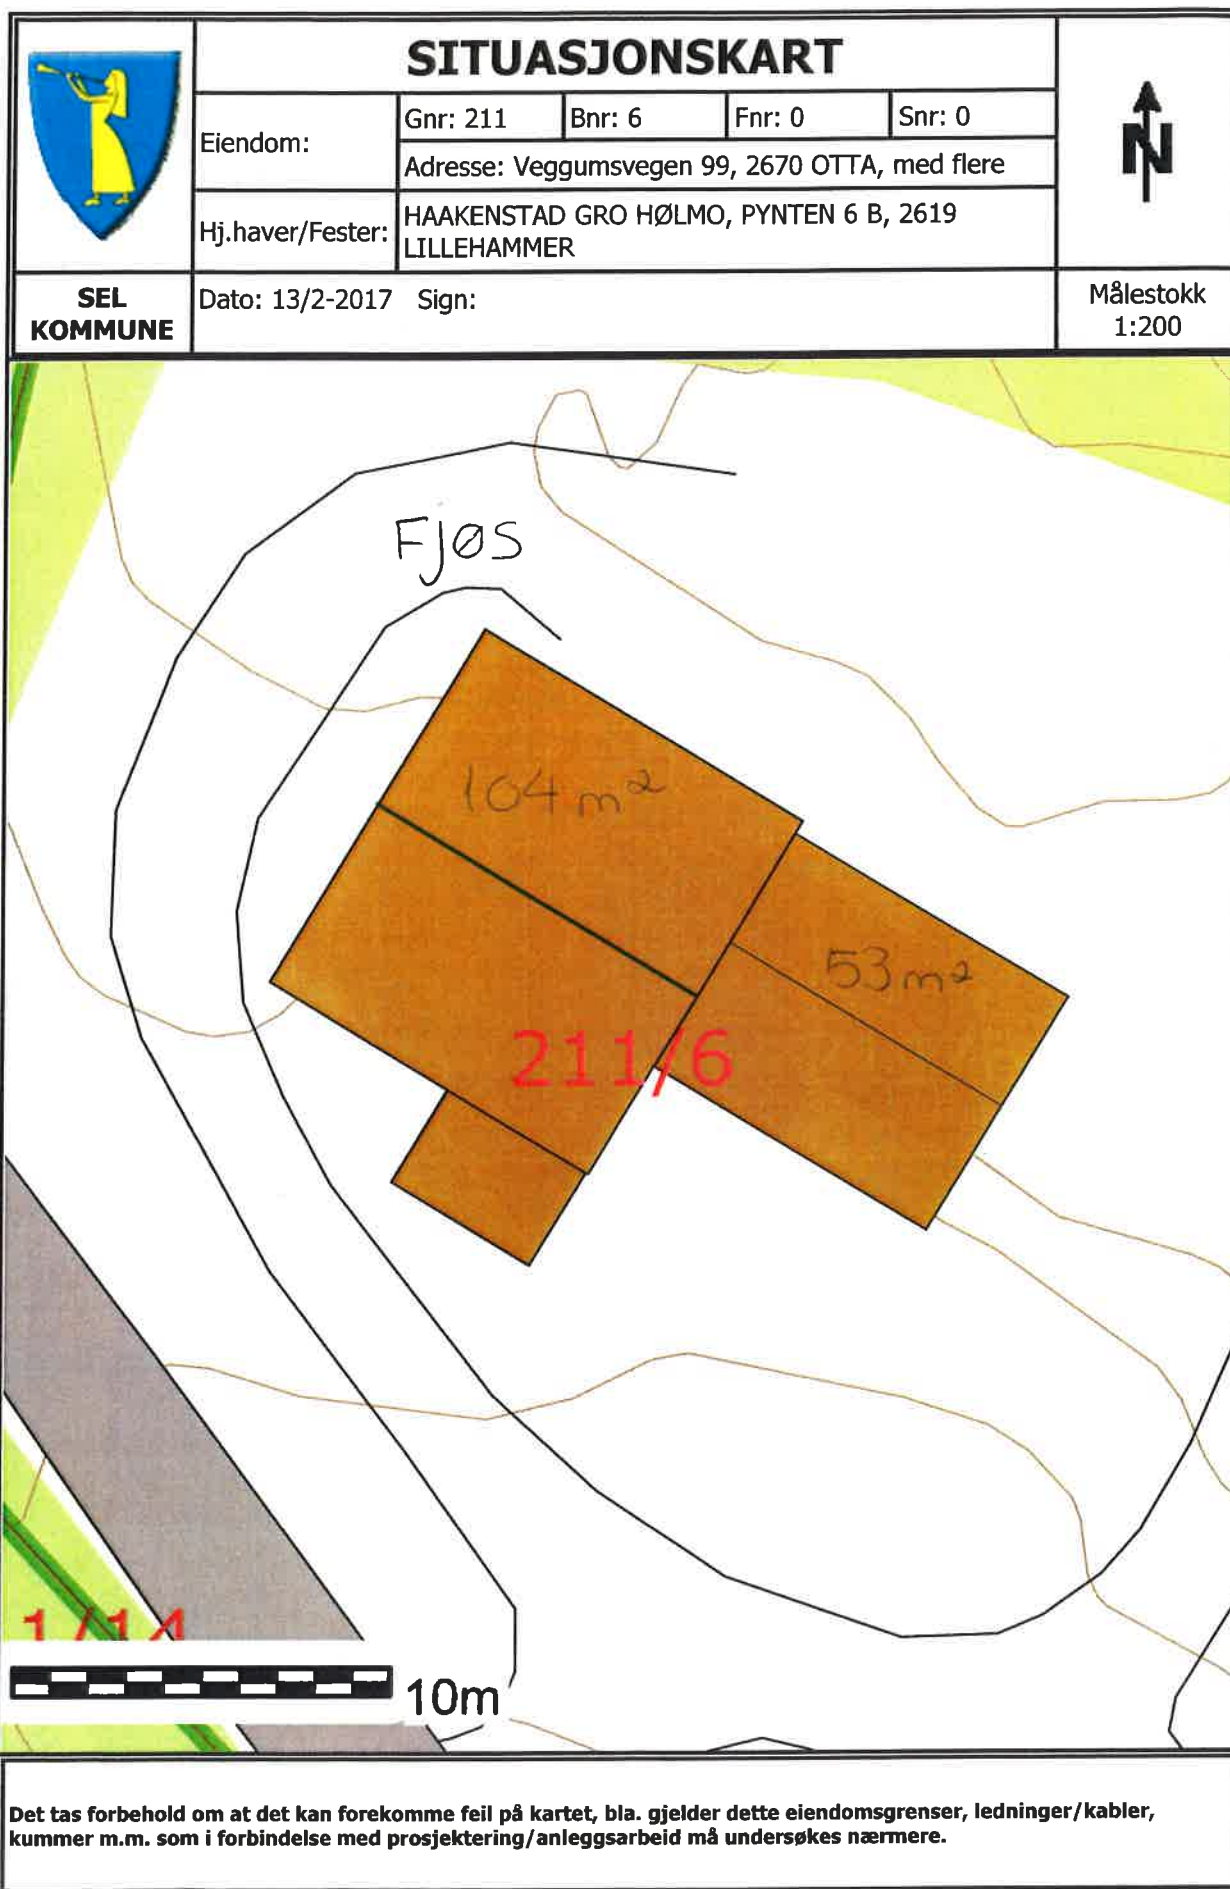 SITUASJONSKART
Eiendom:
Gnr: 211
Bnr: 6
Fnr: 0
Snr: 0
Adresse: Veggumsvegen 99, 2670 OTTA, med flere
Hj.haver/Fester:
HAAKENSTAD GRO HØLMO, PYNTEN 6 B, 2619
LILLEHAMMER
N
SEL
KOMMUNE
Dato: 13/2-2017 Sign:
Målestokk
1:200
FJØS
104 m²
53 m²
211/6
1/14
10m
Det tas forbehold om at det kan forekomme feil på kartet, bla. gjelder dette eiendomsgrenser, ledninger/kabler,
kummer m.m. som i forbindelse med prosjektering/anleggsarbeid må undersøkes nærmere.